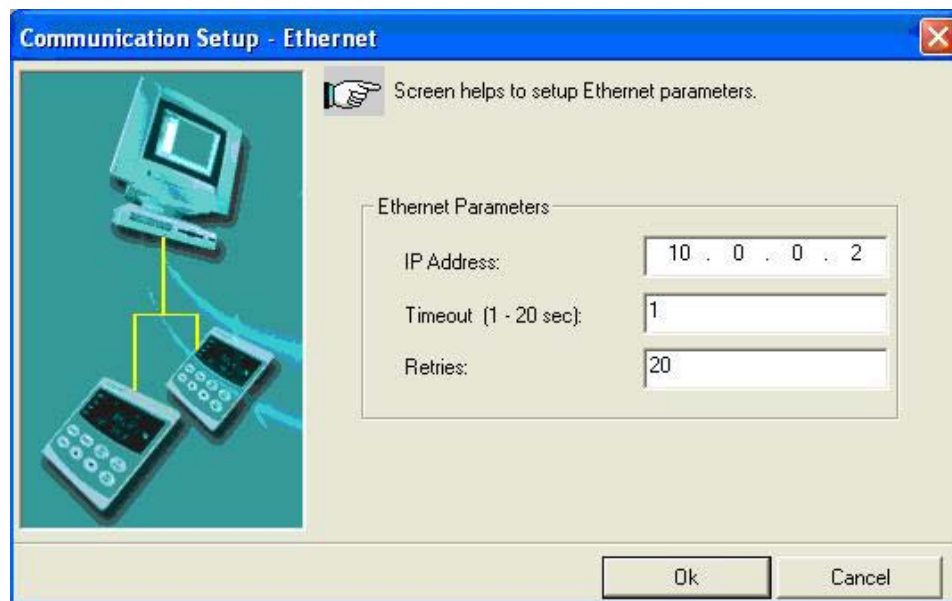 Communication Setup - Ethernet
Screen helps to setup Ethernet parameters.
Ethernet Parameters
IP Address: 10 . 0 . 0 . 2
Timeout (1 - 20 sec): 1
Retries: 20
Ok Cancel